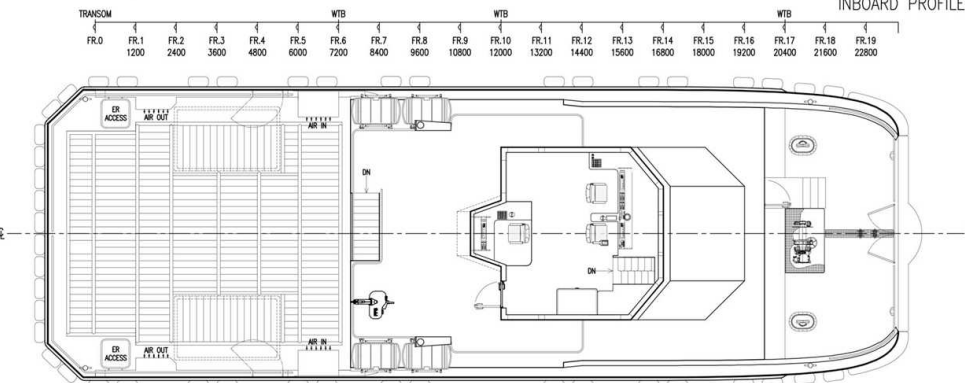 INBOARD PROFILE
TRANSOM WTB WTB WTB
FR.0 FR.1 FR.2 FR.3 FR.4 FR.5 FR.6 FR.7 FR.8 FR.9 FR.10 FR.11 FR.12 FR.13 FR.14 FR.15 FR.16 FR.17 FR.18 FR.19
1200 2400 3600 4800 6000 7200 8400 9600 10800 12000 13200 14400 15600 16800 18000 19200 20400 21600 22800
ER
ACCESS
AIR OUT
AIR IN
DN
DN
AIR IN
ER
ACCESS
AIR OUT